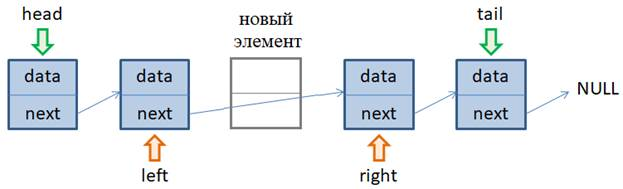 head
новый
элемент
tail
data
data
data
data
NULL
next
next
next
next
left
right